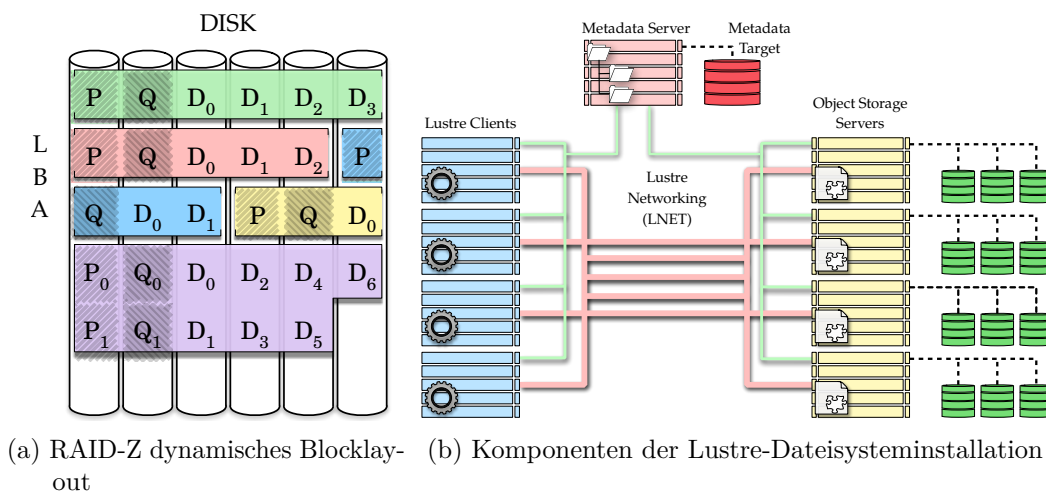 DISK
P Q D0 D1 D2 D3
L
B
A
P Q D0 D1 D2 P
Q D0 D1 P Q D0
P0 Q0 D0 D2 D4 D6
P1 Q1 D1 D3 D5
(a) RAID-Z dynamisches Blocklay-
out
Metadata Server
Metadata
Target
Lustre Clients
Object Storage
Servers
Lustre
Networking
(LNET)
(b) Komponenten der Lustre-Dateisysteminstallation